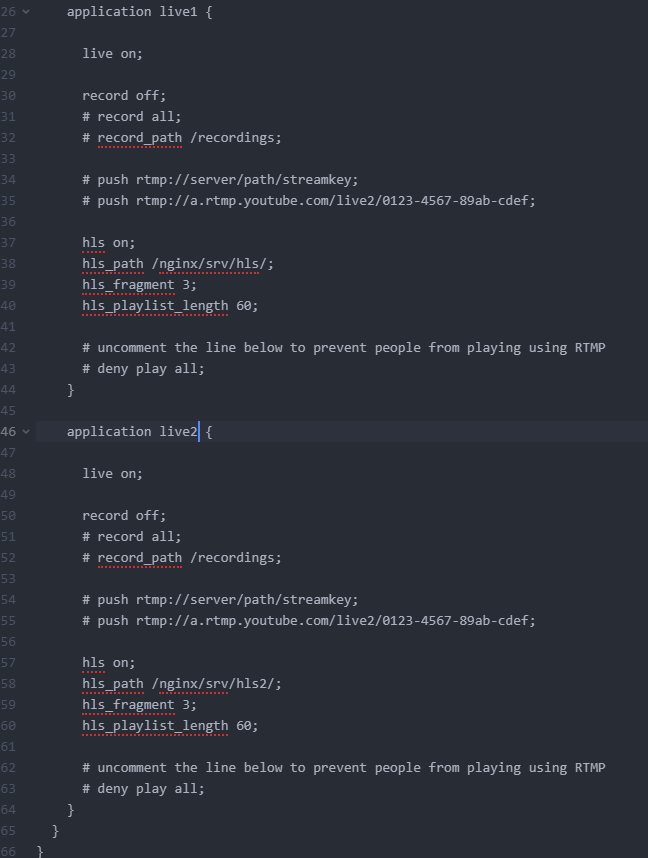 26 application live1 {
27
28 live on;
29
30 record off;
31 # record all;
32 # record_path /recordings;
33
34 # push rtmp://server/path/streamkey;
35 # push rtmp://a.rtmp.youtube.com/live2/0123-4567-89ab-cdef;
36
37 hls on;
38 hls_path /nginx/srv/hls/;
39 hls_fragment 3;
40 hls_playlist_length 60;
41
42 # uncomment the line below to prevent people from playing using RTMP
43 # deny play all;
44 }
45
46 application live2 {
47
48 live on;
49
50 record off;
51 # record all;
52 # record_path /recordings;
53
54 # push rtmp://server/path/streamkey;
55 # push rtmp://a.rtmp.youtube.com/live2/0123-4567-89ab-cdef;
56
57 hls on;
58 hls_path /nginx/srv/hls2/;
59 hls_fragment 3;
60 hls_playlist_length 60;
61
62 # uncomment the line below to prevent people from playing using RTMP
63 # deny play all;
64 }
65 }
66 }